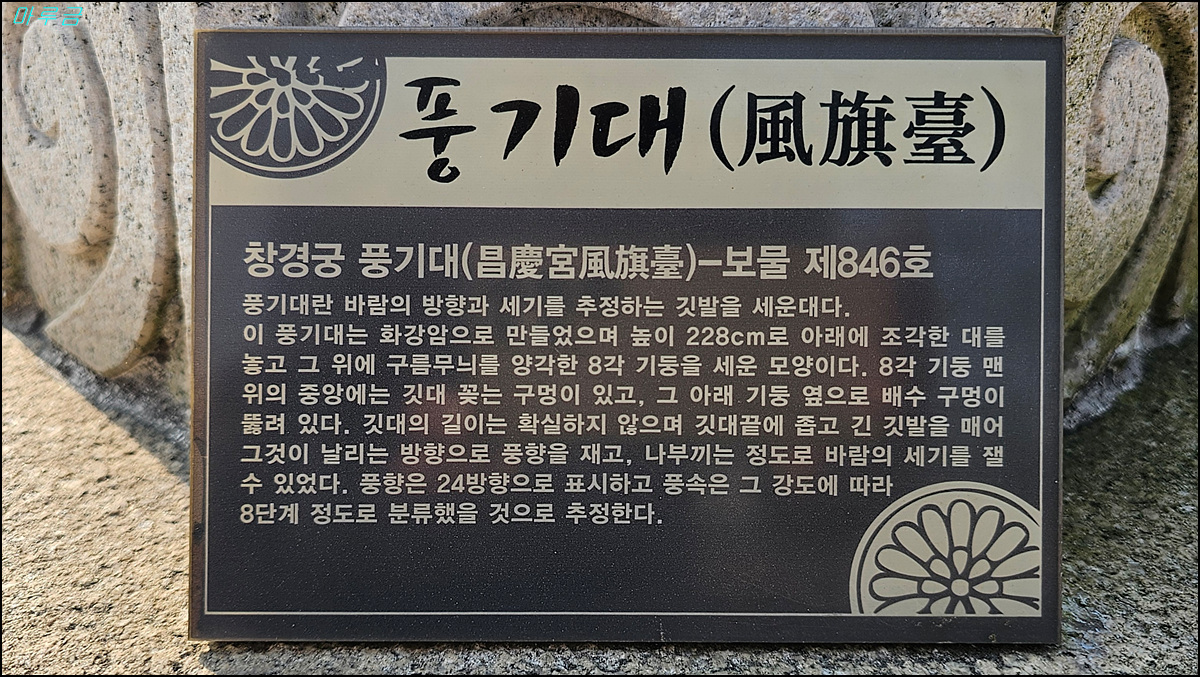 미루금
풍기대(風旗臺)
창경궁 풍기대(昌慶宮風旗臺)-보물 제846호
풍기대란 바람의 방향과 세기를 추정하는 깃발을 세운대다.
이 풍기대는 화강암으로 만들었으며 높이 228cm로 아래에 조각한 대를
놓고 그 위에 구름무늬를 양각한 8각 기둥을 세운 모양이다. 8각 기둥 맨
위의 중앙에는 깃대 꽂는 구멍이 있고, 그 아래 기둥 옆으로 배수 구멍이
뚫려 있다. 깃대의 길이는 확실하지 않으며 깃대끝에 좁고 긴 깃발을 매어
그것이 날리는 방향으로 풍향을 재고, 나부끼는 정도로 바람의 세기를 잴
수 있었다. 풍향은 24방향으로 표시하고 풍속은 그 강도에 따라
8단계 정도로 분류했을 것으로 추정한다.